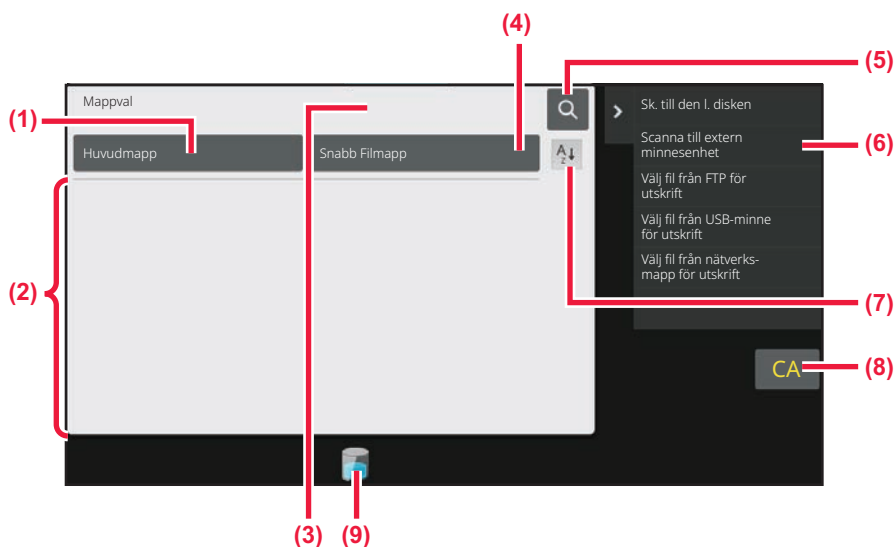 (4)
(5)
Mappval
Sk. till den l. disken
(1)
Huvudmapp
Snabb Filmapp
A
Z
Scanna till extern
minnesenhet
(6)
Välj fil från FTP för
utskrift
Välj fil från USB-minne
för utskrift
Välj fil från nätverks-
mapp för utskrift
(2)
(7)
CA
(8)
(3)
(9)